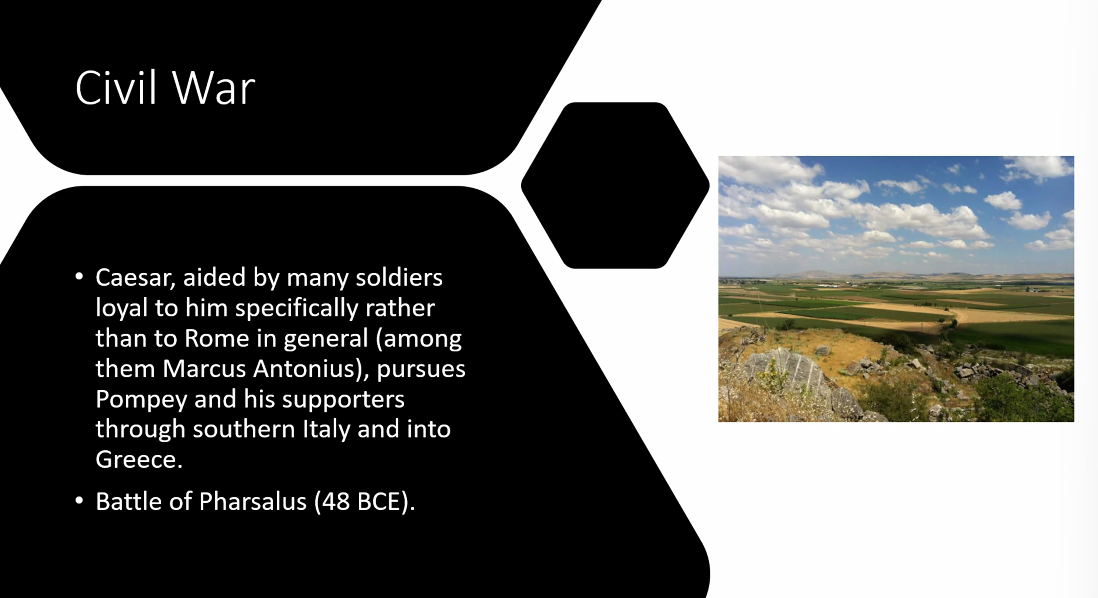 Civil War
• Caesar, aided by many soldiers
loyal to him specifically rather
than to Rome in general (among
them Marcus Antonius), pursues
Pompey and his supporters
through southern Italy and into
Greece.
• Battle of Pharsalus (48 BCE).